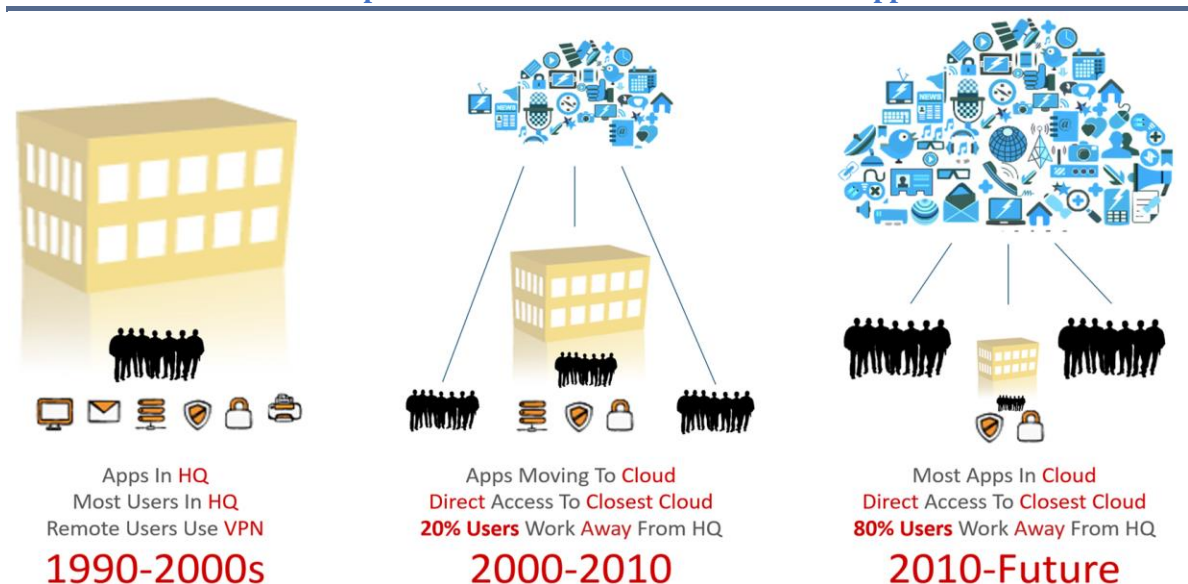 Apps In HQ
Most Users In HQ
Remote Users Use VPN
1990-2000s
NEWS
@
Apps Moving To Cloud
Direct Access To Closest Cloud
20% Users Work Away From HQ
2000-2010
NEWS
@
Most Apps In Cloud
Direct Access To Closest Cloud
80% Users Work Away From HQ
2010-Future